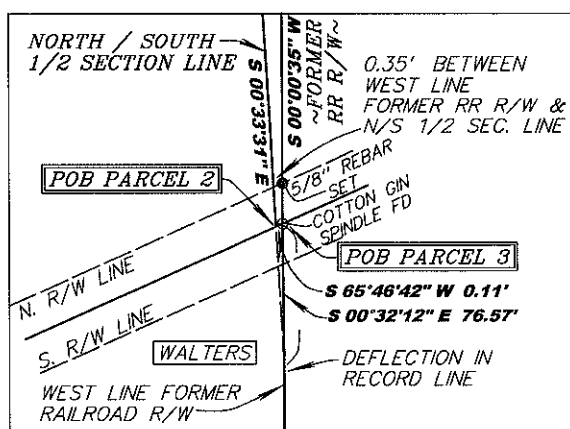 NORTH / SOUTH
1/2 SECTION LINE
S 00°33'31" E
S 00°00'35" W
~FORMER
RR R/W~
0.35' BETWEEN
WEST LINE
FORMER RR R/W &
N/S 1/2 SEC. LINE
POB PARCEL 2
5/8" REBAR
SET
COTTON GIN
SPINDLE FD
POB PARCEL 3
N. R/W LINE
S. R/W LINE
S 65°46'42" W 0.11'
S 00°32'12" E 76.57'
WALTERS
DEFLECTION IN
RECORD LINE
WEST LINE FORMER
RAILROAD R/W